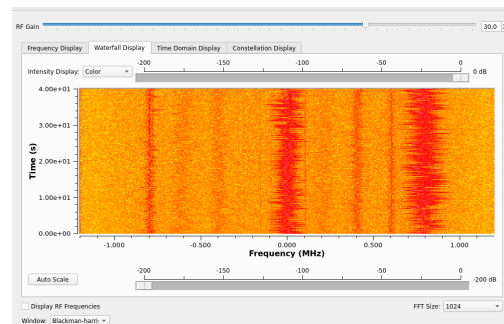 RF Gain
30.0
Frequency Display Waterfall Display Time Domain Display Constellation Display
-200 -150 -100 -50 0
Intensity Display: Color 0 dB
4.00e+01
3.00e+01
2.00e+01
1.00e+01
0.00e+00
Time (s)
-1.000 -0.500 0.000 0.500 1.000
Frequency (MHz)
-200 -150 -100 -50 0
Auto Scale -200 dB
Display RF Frequencies FFT Size: 1024
Window: Blackman-harri